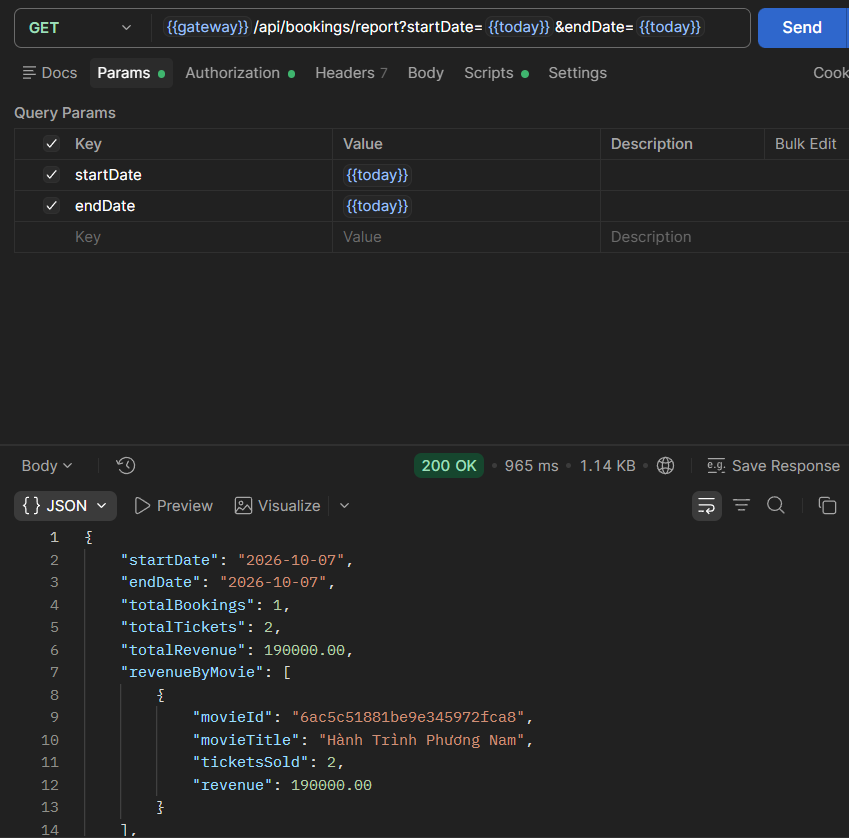 GET {{gateway}} /api/bookings/report?startDate= {{today}} &endDate= {{today}} Send
Docs Params Authorization Headers 7 Body Scripts Settings Cook
Query Params
Key Value Description Bulk Edit
startDate {{today}}
endDate {{today}}
Key Value Description
Body 200 OK • 965 ms • 1.14 KB • e.g. Save Response
{} JSON Preview Visualize
1 {
2 "startDate": "2026-10-07",
3 "endDate": "2026-10-07",
4 "totalBookings": 1,
5 "totalTickets": 2,
6 "totalRevenue": 190000.00,
7 "revenueByMovie": [
8 {
9 "movieId": "6ac5c51881be9e345972fca8",
10 "movieTitle": "Hành Trình Phương Nam",
11 "ticketsSold": 2,
12 "revenue": 190000.00
13 }
14 ],